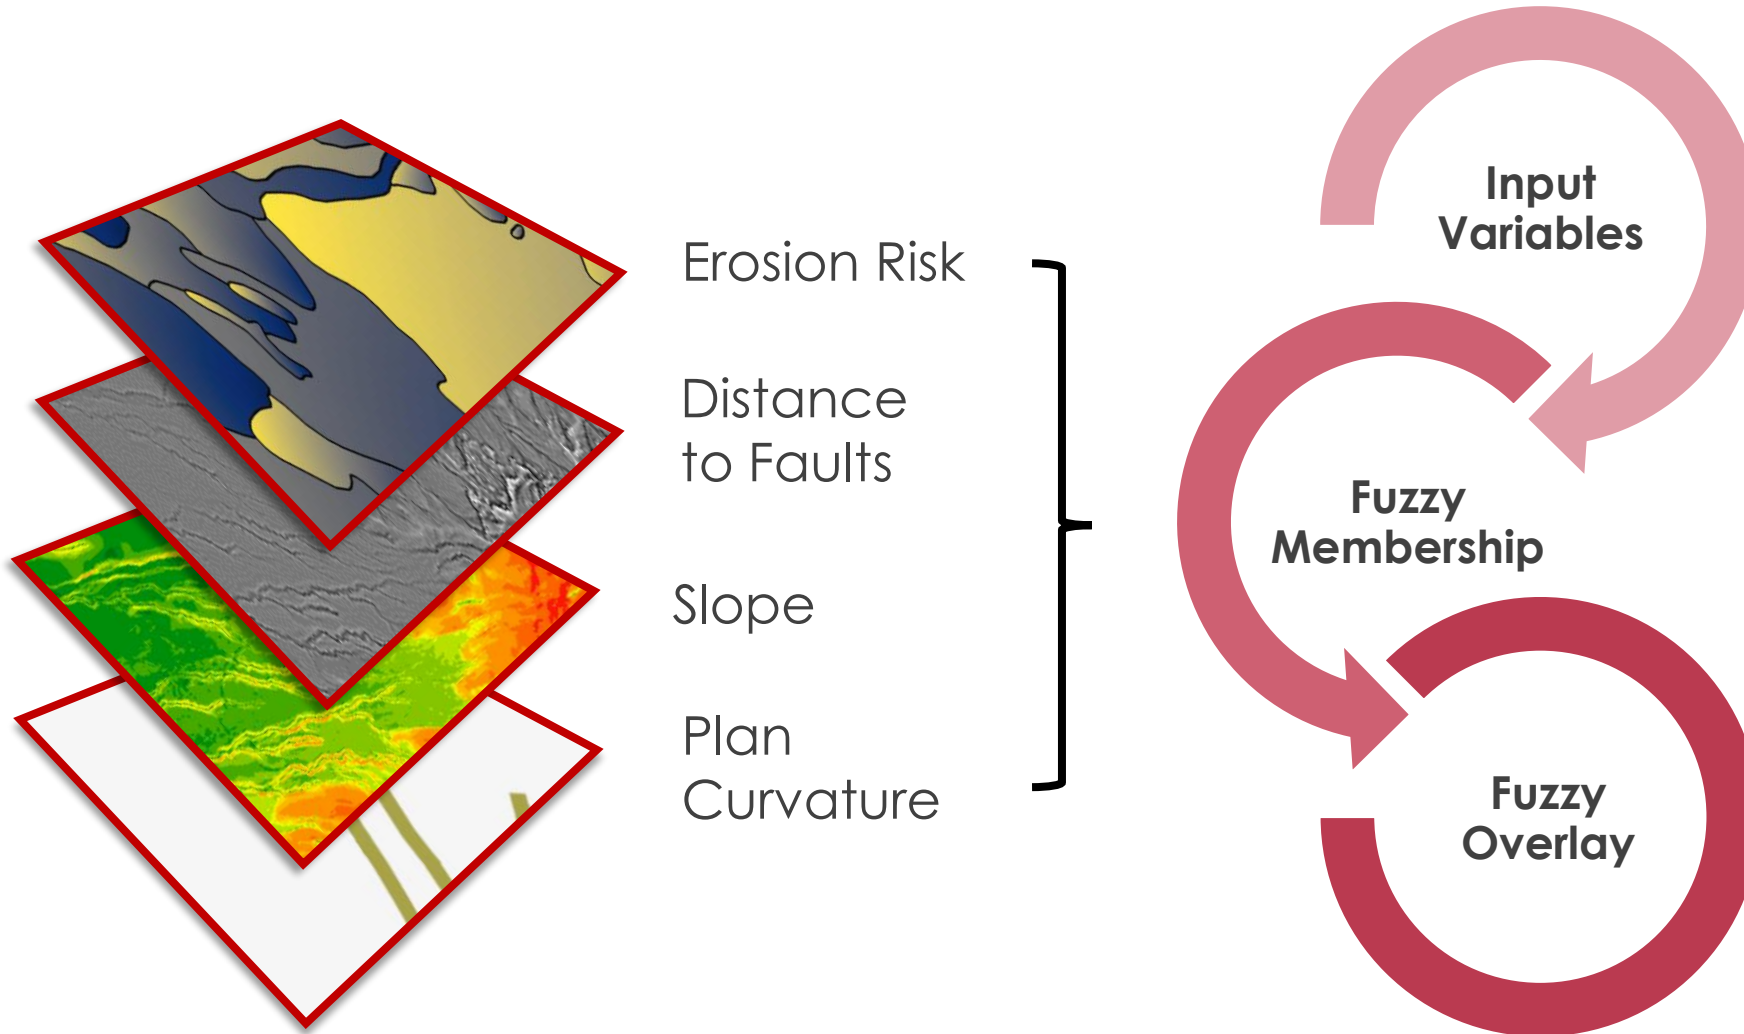 Erosion Risk
Distance
to Faults
Slope
Plan
Curvature
Input
Variables
Fuzzy
Membership
Fuzzy
Overlay